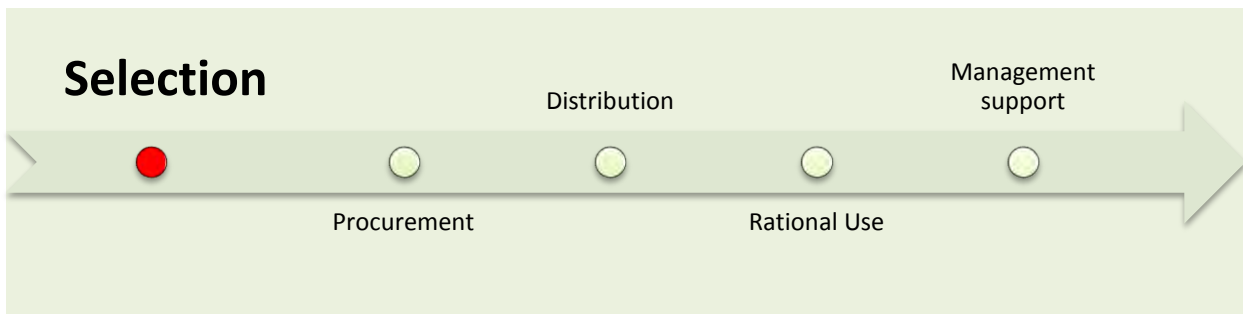 Selection
Procurement
Distribution
Rational Use
Management
support